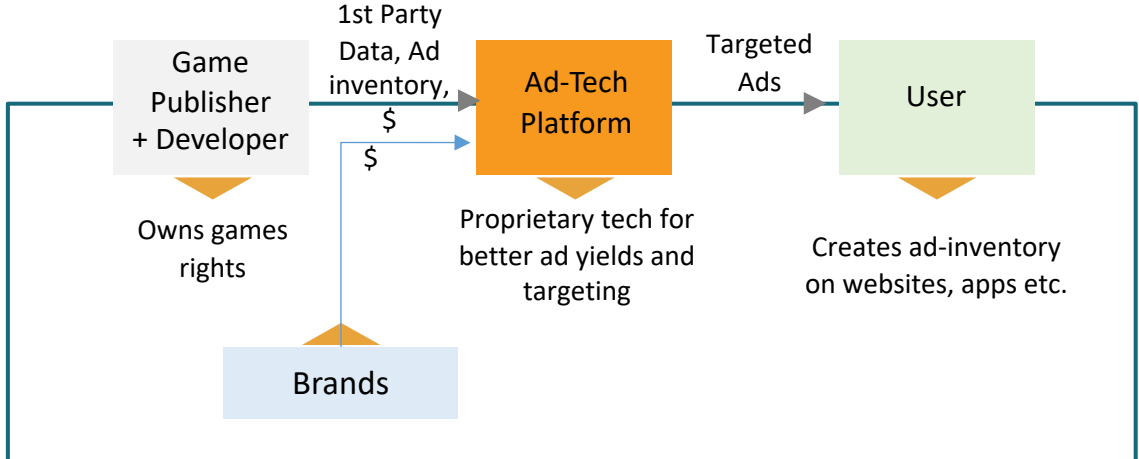 Game
Publisher
+ Developer
1st Party
Data, Ad
inventory,
$
$
Ad-Tech
Platform
Targeted
Ads
User
Owns games
rights
Proprietary tech for
better ad yields and
targeting
Creates ad-inventory
on websites, apps etc.
Brands